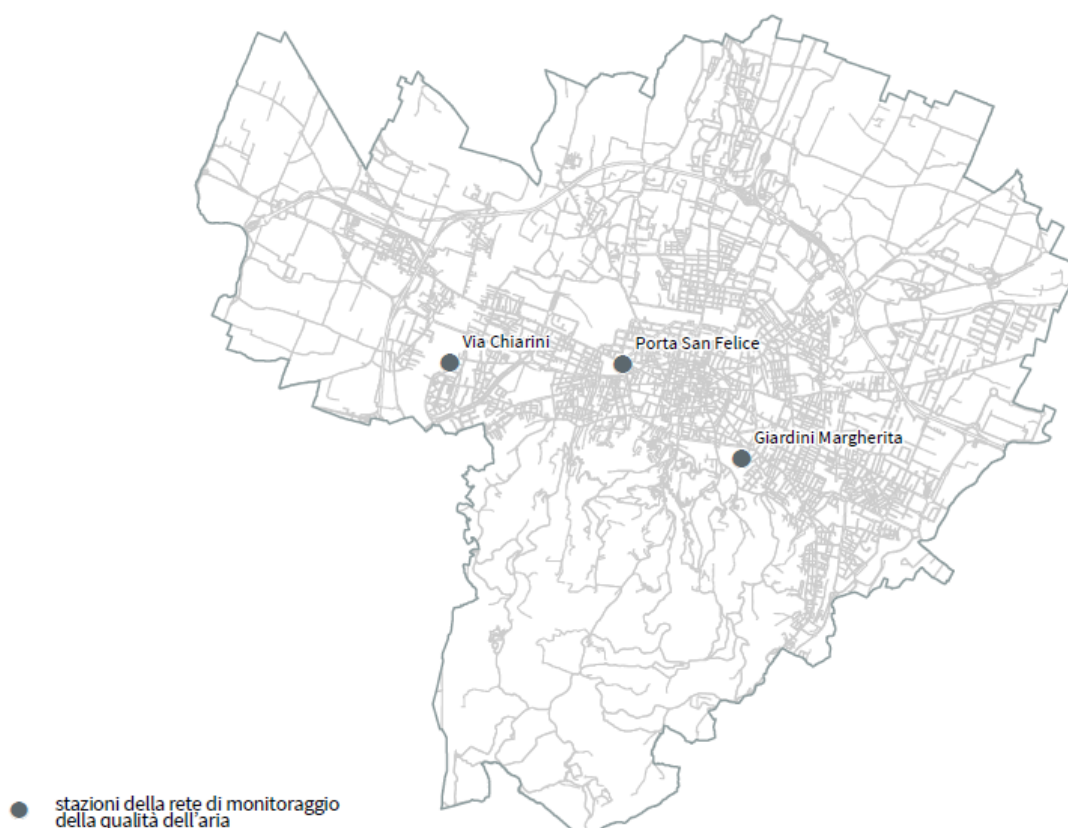 Via Chiarini
Porta San Felice
Giardini Margherita
stazioni della rete di monitoraggio
della qualità dell'aria